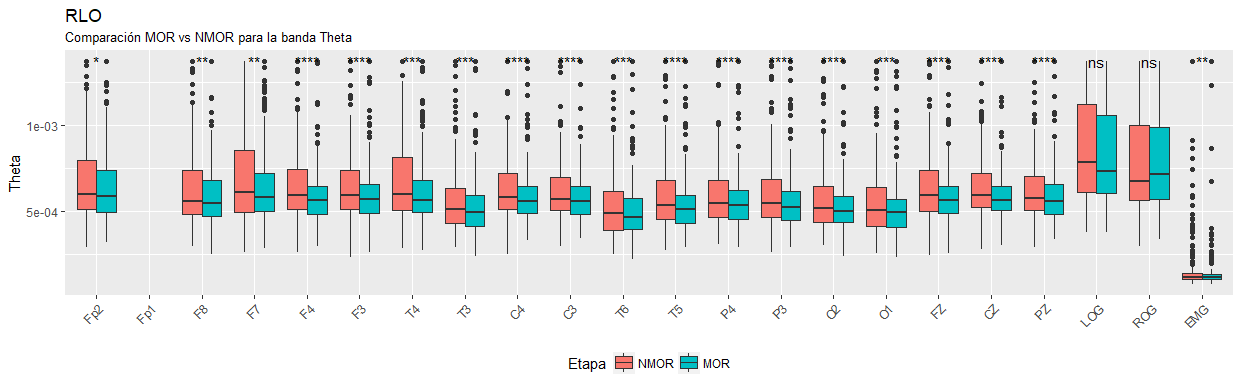 RLO
Comparación MOR vs NMOR para la banda Theta
* ** ** **** **** *** *** **** **** *** **** **** **** **** *** **** **** **** ns ns **
1e-03
5e-04
Theta
Fp2 Fp1 F8 F7 F4 F3 T4 T3 C4 C3 T6 T5 P4 P3 O2 O1 FZ CZ PZ LOG ROG EMG
Etapa NMOR MOR